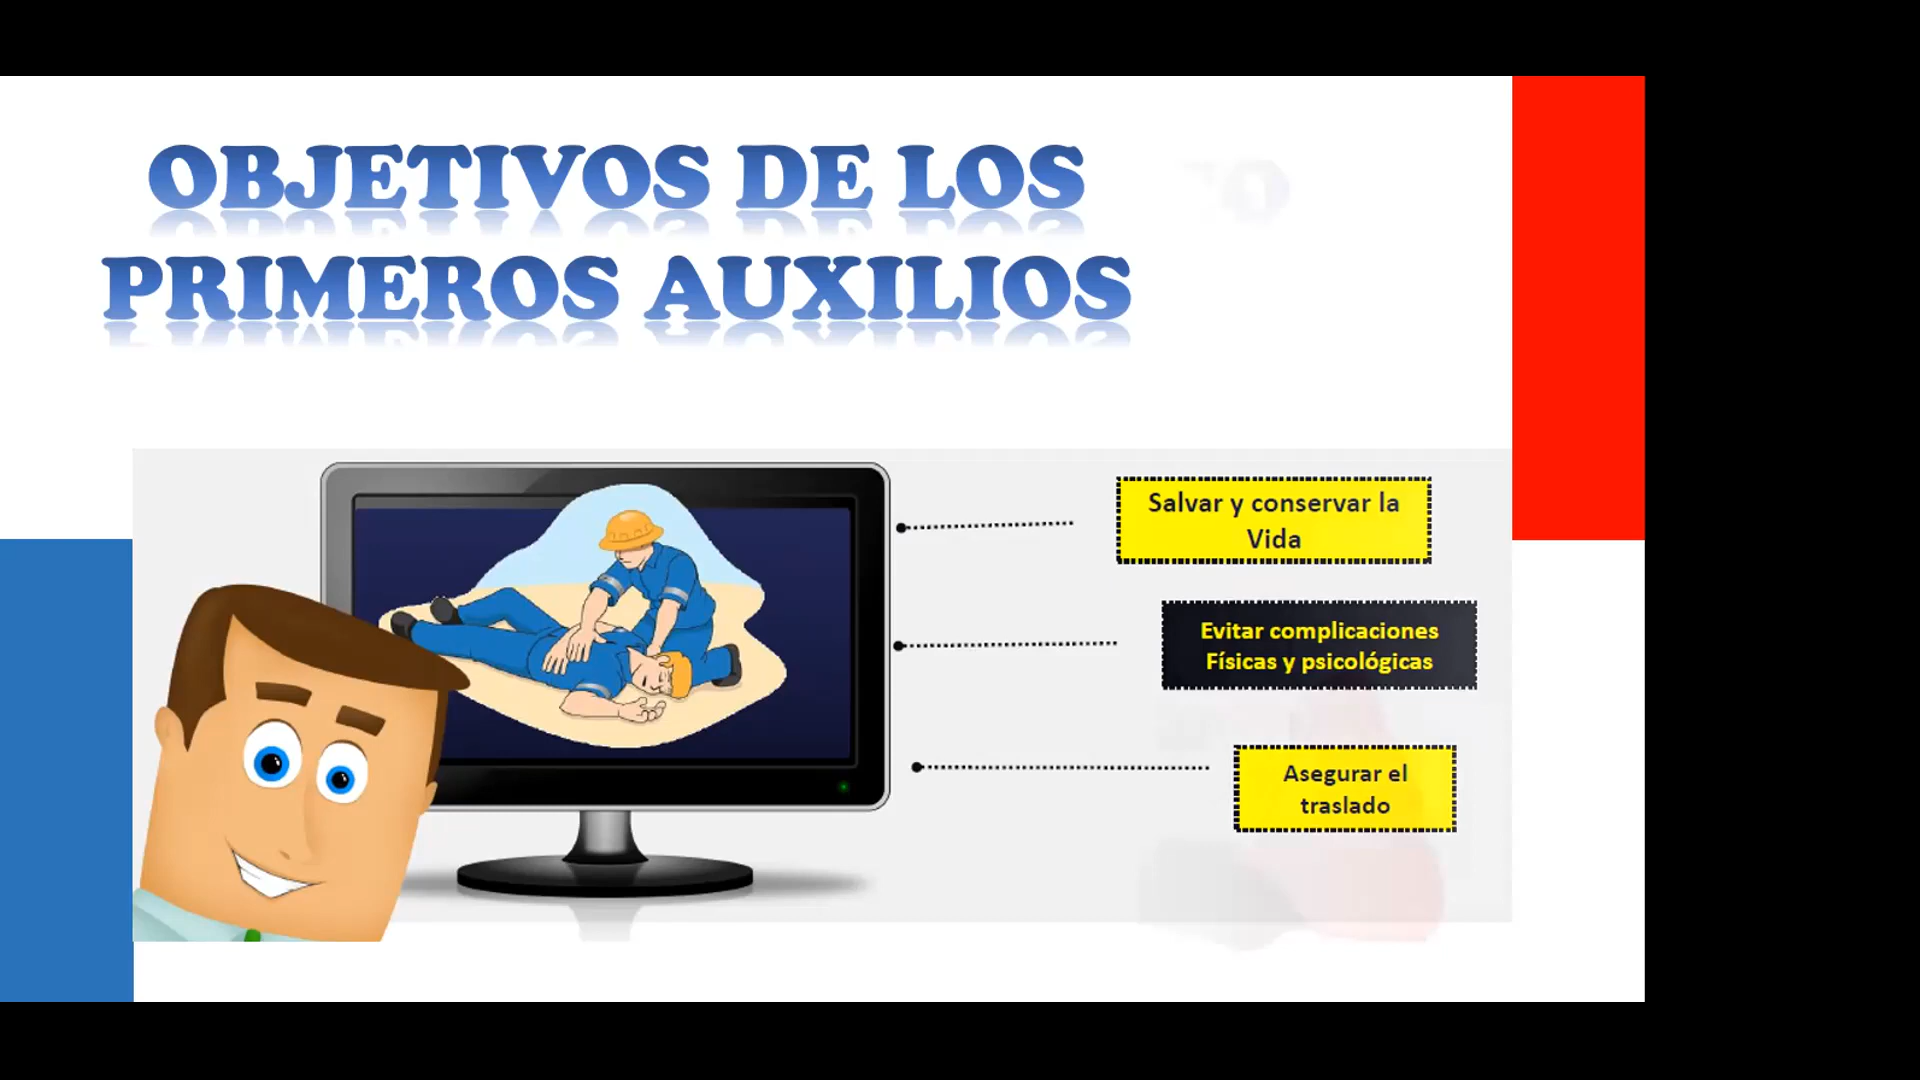 OBJETIVOS DE LOS
PRIMEROS AUXILIOS
Salvar y conservar la
Vida
Evitar complicaciones
Físicas y psicológicas
Asegurar el
traslado